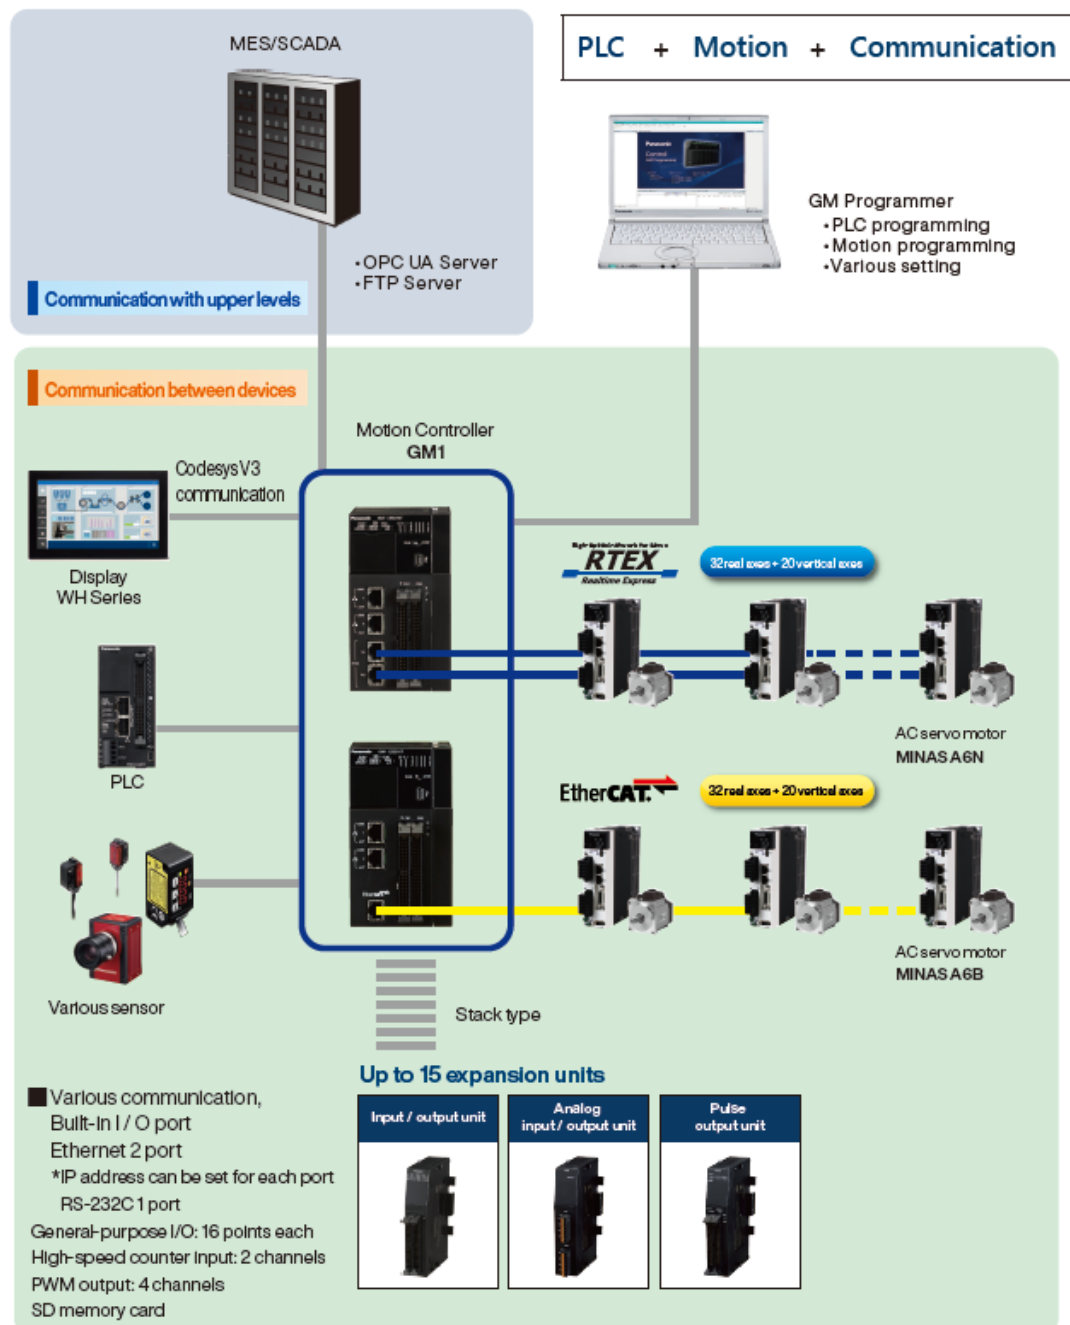 MES/SCADA
PLC + Motion + Communication
Panasonic
GM Programmer
•PLC programming
•Motion programming
•Various setting
•OPC UA Server
•FTP Server
Communication with upper levels
Communication between devices
Motion Controller
GM1
Codesys V3
communication
Display
WH Series
RTEX
Realtime Express
32 real axes + 20 vertical axes
AC servo motor
MINAS A6N
PLC
EtherCAT.
32 real axes + 20 vertical axes
AC servo motor
MINAS A6B
Various sensor
Stack type
Up to 15 expansion units
Input / output unit
Analog
input / output unit
Pulse
output unit
■ Various communication,
Built-in I / O port
Ethernet 2 port
*IP address can be set for each port
RS-232C 1 port
General-purpose I/O: 16 points each
High-speed counter input: 2 channels
PWM output: 4 channels
SD memory card